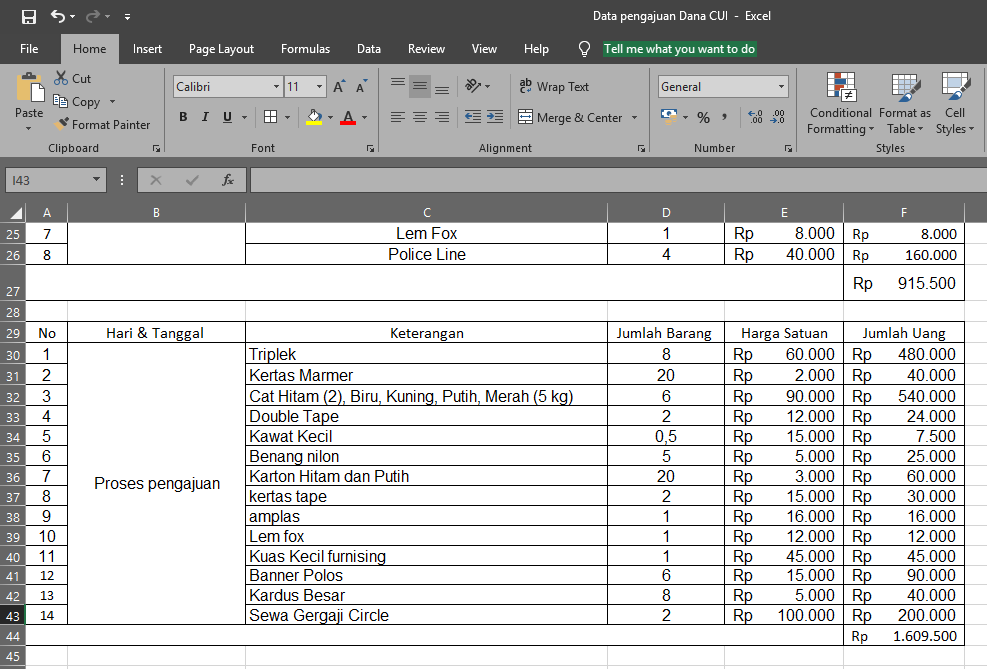 Data pengajuan Dana CUI - Excel
File Home Insert Page Layout Formulas Data Review View Help Tell me what you want to do
Paste
Cut
Copy
Format Painter
Clipboard
Calibri 11 A A
B I U A
Font
ab Wrap Text
Merge & Center
Alignment
General
% , .00 .00
Number
Conditional Formatting
Format as Table
Cell Styles
Styles
I43 fx
A B C D E F
25 7 Lem Fox 1 Rp 8.000 Rp 8.000
26 8 Police Line 4 Rp 40.000 Rp 160.000
27 Rp 915.500
28
29 No Hari & Tanggal Keterangan Jumlah Barang Harga Satuan Jumlah Uang
30 1 Triplek 8 Rp 60.000 Rp 480.000
31 2 Kertas Marmer 20 Rp 2.000 Rp 40.000
32 3 Cat Hitam (2), Biru, Kuning, Putih, Merah (5 kg) 6 Rp 90.000 Rp 540.000
33 4 Double Tape 2 Rp 12.000 Rp 24.000
34 5 Kawat Kecil 0,5 Rp 15.000 Rp 7.500
35 6 Benang nilon 5 Rp 5.000 Rp 25.000
36 7 Proses pengajuan Karton Hitam dan Putih 20 Rp 3.000 Rp 60.000
37 8 kertas tape 2 Rp 15.000 Rp 30.000
38 9 amplas 1 Rp 16.000 Rp 16.000
39 10 Lem fox 1 Rp 12.000 Rp 12.000
40 11 Kuas Kecil furnising 1 Rp 45.000 Rp 45.000
41 12 Banner Polos 6 Rp 15.000 Rp 90.000
42 13 Kardus Besar 8 Rp 5.000 Rp 40.000
43 14 Sewa Gergaji Circle 2 Rp 100.000 Rp 200.000
44 Rp 1.609.500
45